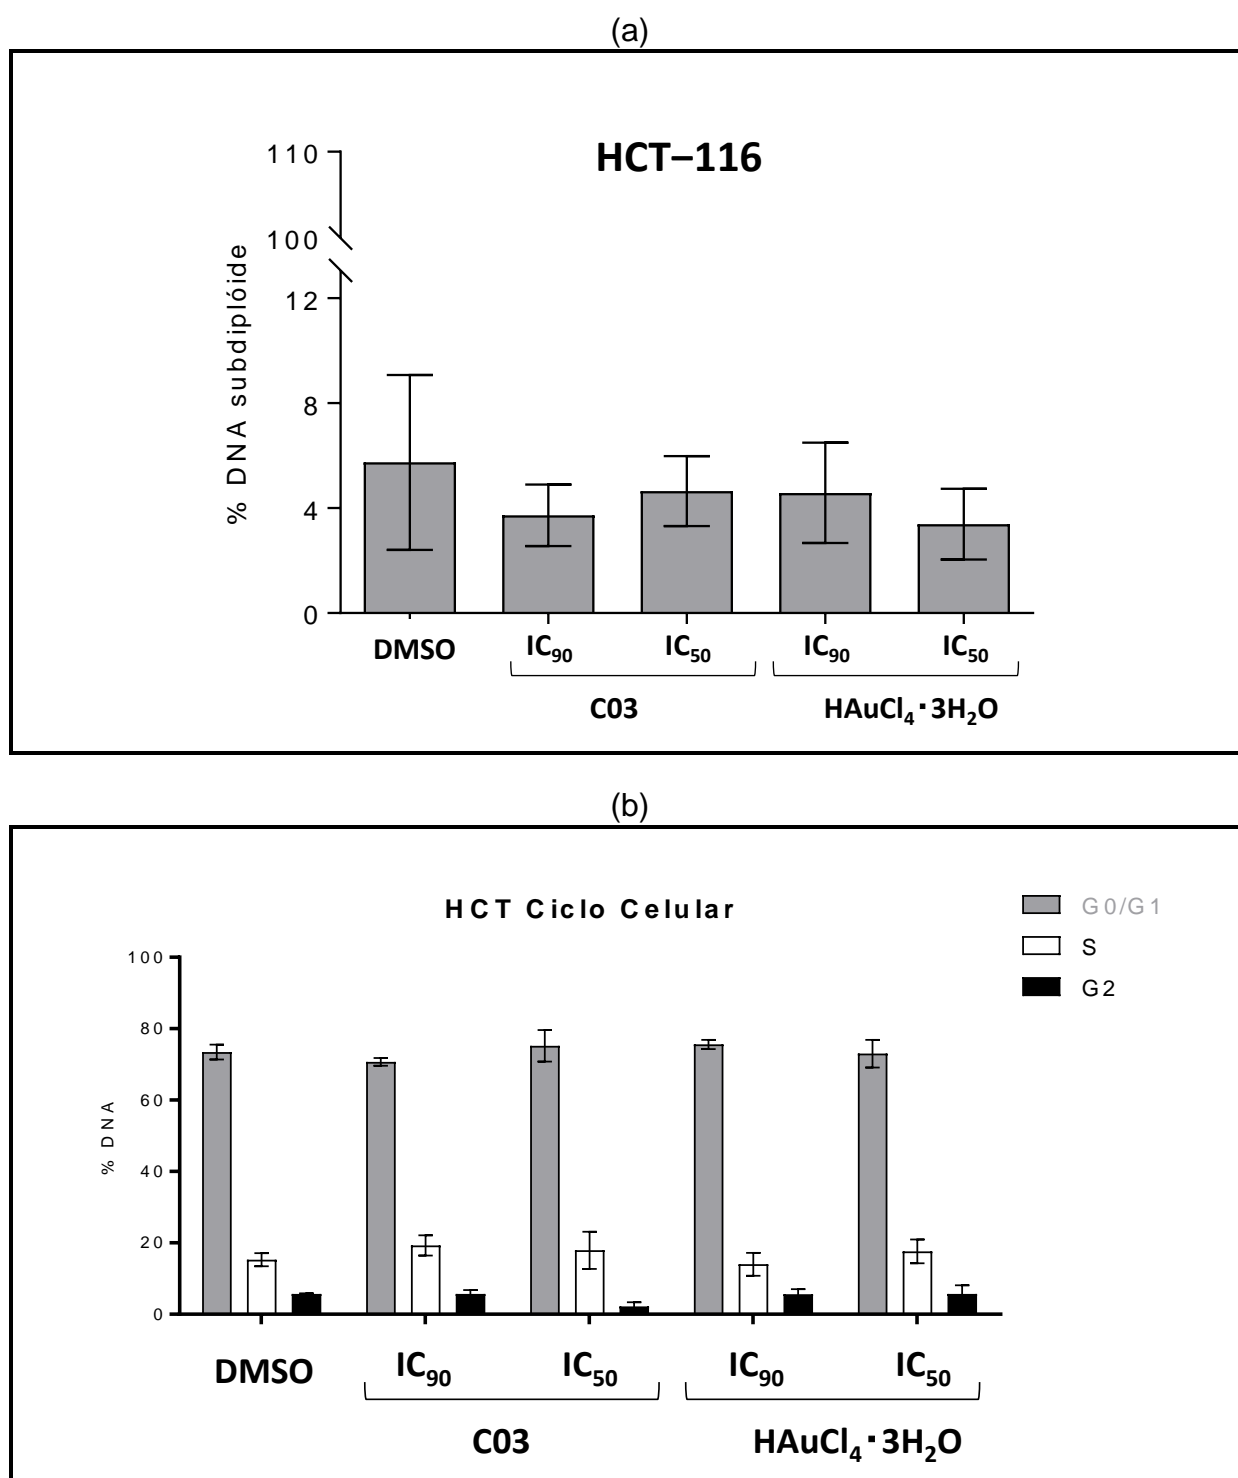 (a)
HCT–116
110
100
12
8
4
0
% DNA subdiplóide
DMSO IC90 IC50 IC90 IC50
C03 HAuCl4·3H2O
(b)
HCT Ciclo Celular
G0/G1
S
G2
100
80
60
40
20
0
% DNA
DMSO IC90 IC50 IC90 IC50
C03 HAuCl4·3H2O